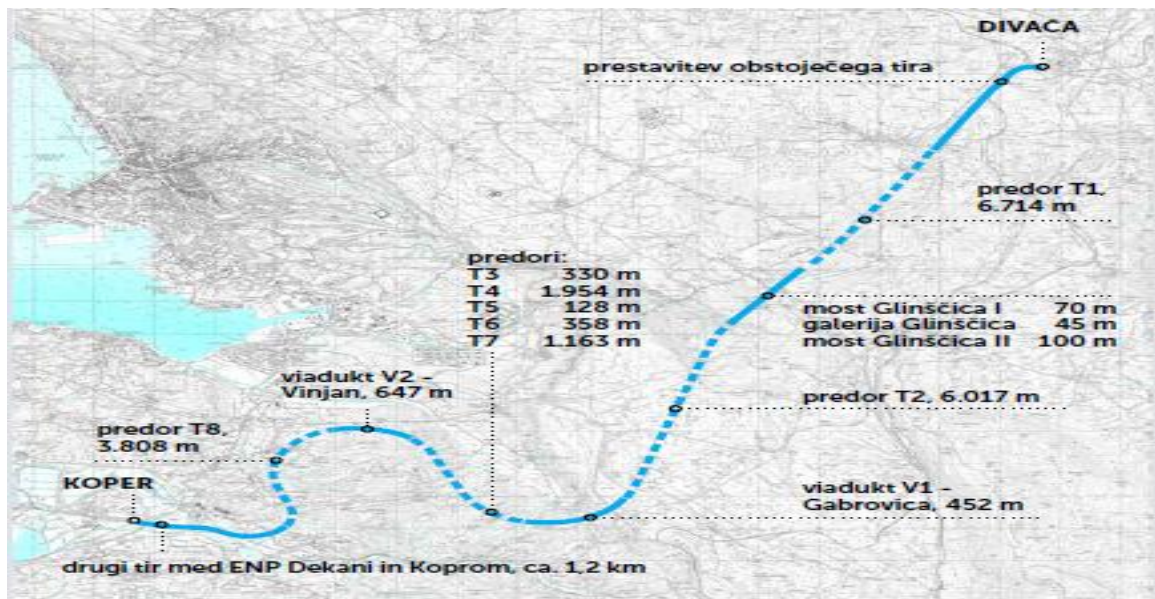 DIVAČA
prestavitev obstoječega tira
predor T1,
6.714 m
predori:
T3 330 m
T4 1.954 m
T5 128 m
T6 358 m
T7 1.163 m
most Glinščica I 70 m
galerija Glinščica 45 m
most Glinščica II 100 m
viadukt V2 –
Vinjan, 647 m
predor T2, 6.017 m
predor T8,
3.808 m
KOPER
viadukt V1 –
Gabrovica, 452 m
drugi tir med ENP Dekani in Koprom, ca. 1,2 km